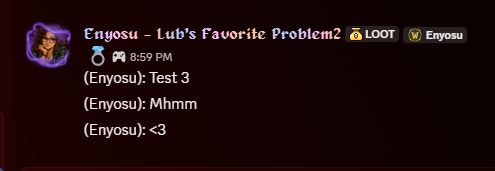 Enyosu - Lub's Favorite Problem2 LOOT Enyosu
8:59 PM
(Enyosu): Test 3
(Enyosu): Mhmm
(Enyosu): <3